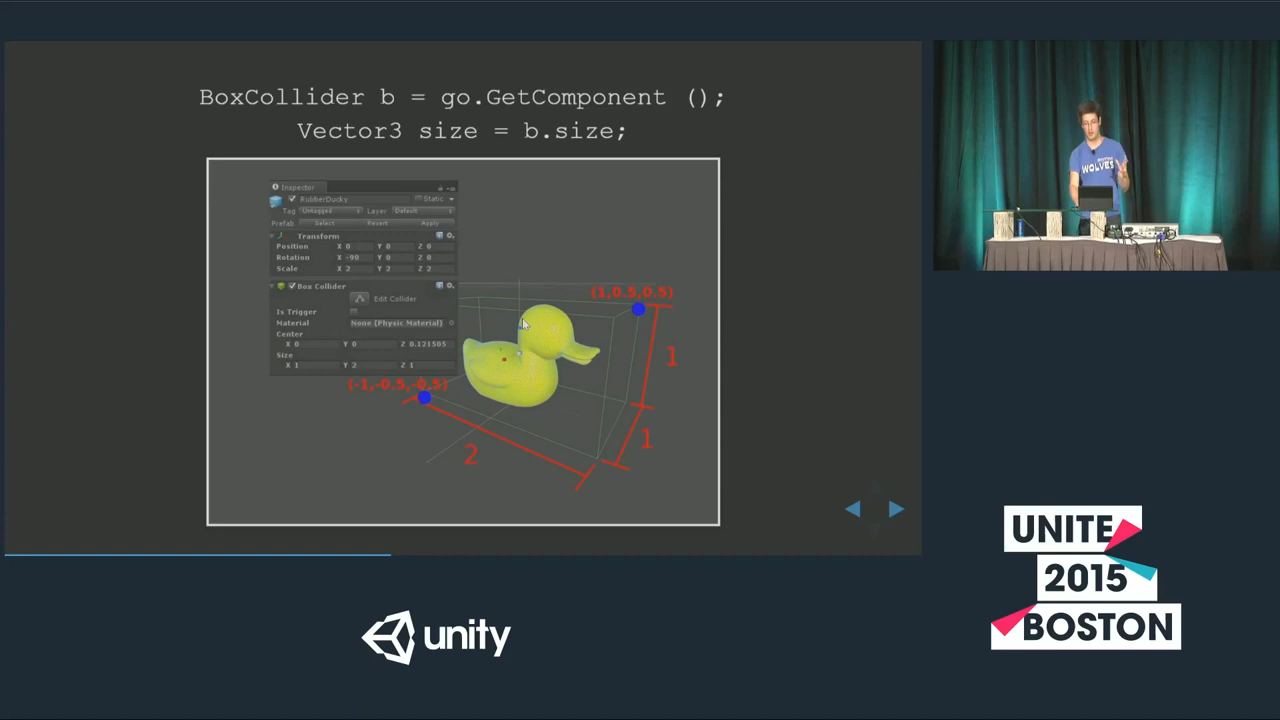 BoxCollider b = go.GetComponent ();
Vector3 size = b.size;
Inspector
RubberDucky Static
Tag Untagged Layer Default
Prefab Select Revert Apply
Transform
Position X 0 Y 0 Z 0
Rotation X -90 Y 0 Z 0
Scale X 2 Y 2 Z 2
Box Collider
Edit Collider
Is Trigger
Material None (Physic Material)
Center
X 0 Y 0 Z 0.121505
Size
X 1 Y 2 Z 1
(1,0.5,0.5)
1
(-1,-0.5,-0.5)
1
2
WOLVES
unity
UNITE
2015
BOSTON